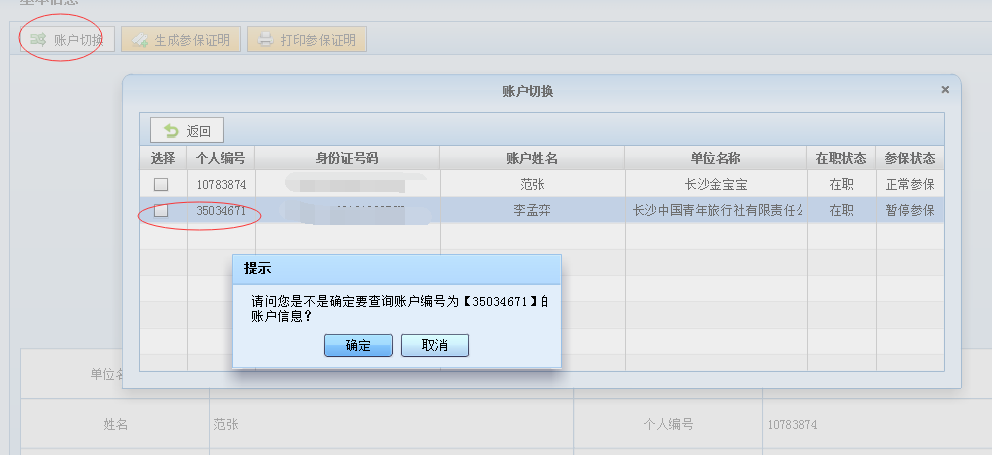 基本信息
账户切换 生成参保证明 打印参保证明
账户切换
返回
选择 个人编号 身份证号码 账户姓名 单位名称 在职状态 参保状态
10783874 范张 长沙金宝宝 在职 正常参保
35034671 李孟弈 长沙中国青年旅行社有限责任公 在职 暂停参保
提示
请问您是不是确定要查询账户编号为【35034671】的
账户信息?
确定 取消
单位名
姓名 范张 个人编号 10783874